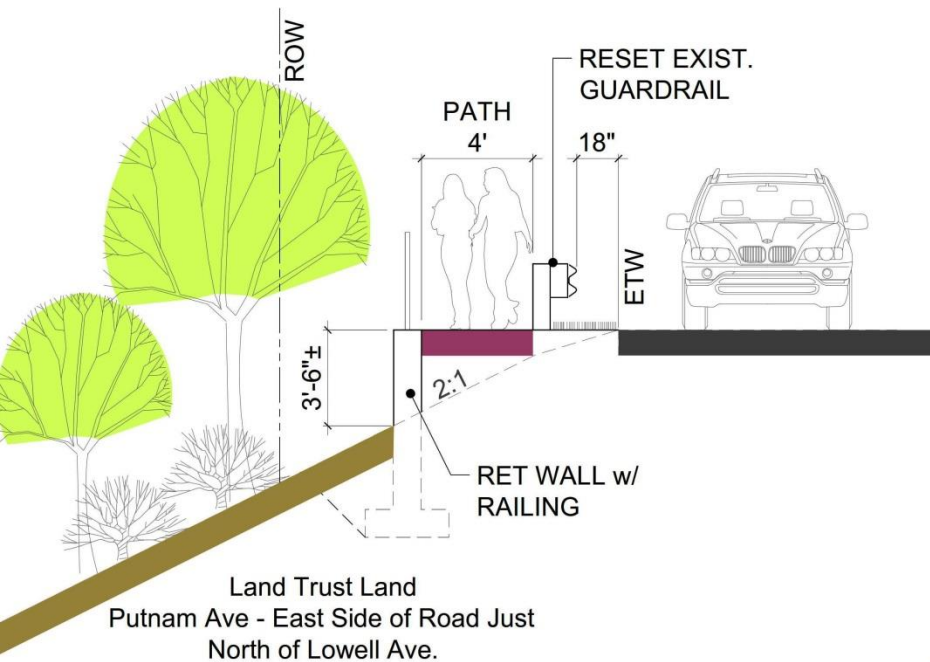 ROW
RESET EXIST.
GUARDRAIL
PATH
4'
18"
ETW
3'-6"±
2:1
RET WALL w/
RAILING
Land Trust Land
Putnam Ave - East Side of Road Just
North of Lowell Ave.